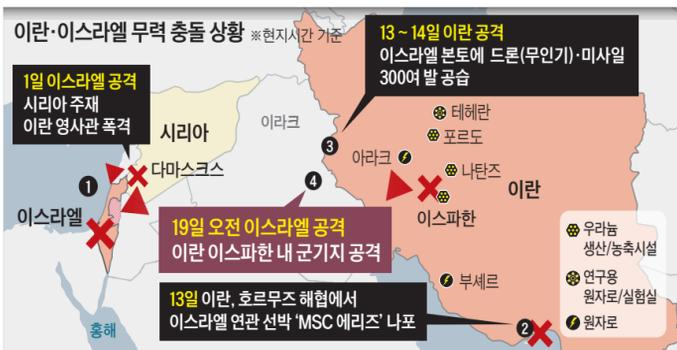 이란·이스라엘 무력 충돌 상황 ※현지시간 기준
13~14일 이란 공격
이스라엘 본토에 드론(무인기)·미사일
300여 발 공습
1일 이스라엘 공격
시리아 주재
이란 영사관 폭격
시리아
이라크
테헤란
포르도
3
아라크
다마스크스
나탄즈
1
4
이란
이스라엘
이스파한
19일 오전 이스라엘 공격
이란 이스파한 내 군기지 공격
우라늄
생산/농축시설
부셰르
연구용
원자로/실험실
13일 이란, 호르무즈 해협에서
이스라엘 연관 선박 'MSC 에리즈' 나포
홍해
2
원자로